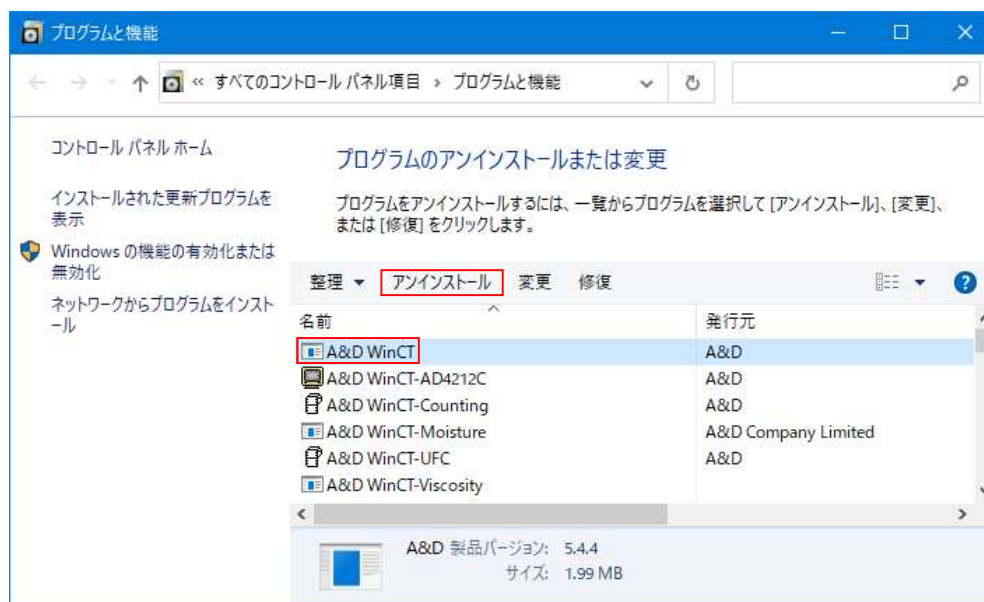 プログラムと機能
« すべてのコントロール パネル項目 › プログラムと機能
コントロール パネル ホーム
インストールされた更新プログラムを
表示
Windows の機能の有効化または
無効化
ネットワークからプログラムをインスト
ール
プログラムのアンインストールまたは変更
プログラムをアンインストールするには、一覧からプログラムを選択して [アンインストール]、[変更]、
または [修復] をクリックします。
整理 アンインストール 変更 修復
名前 発行元
A&D WinCT A&D
A&D WinCT-AD4212C A&D
A&D WinCT-Counting A&D
A&D WinCT-Moisture A&D Company Limited
A&D WinCT-UFC A&D
A&D WinCT-Viscosity
A&D 製品バージョン: 5.4.4
サイズ: 1.99 MB